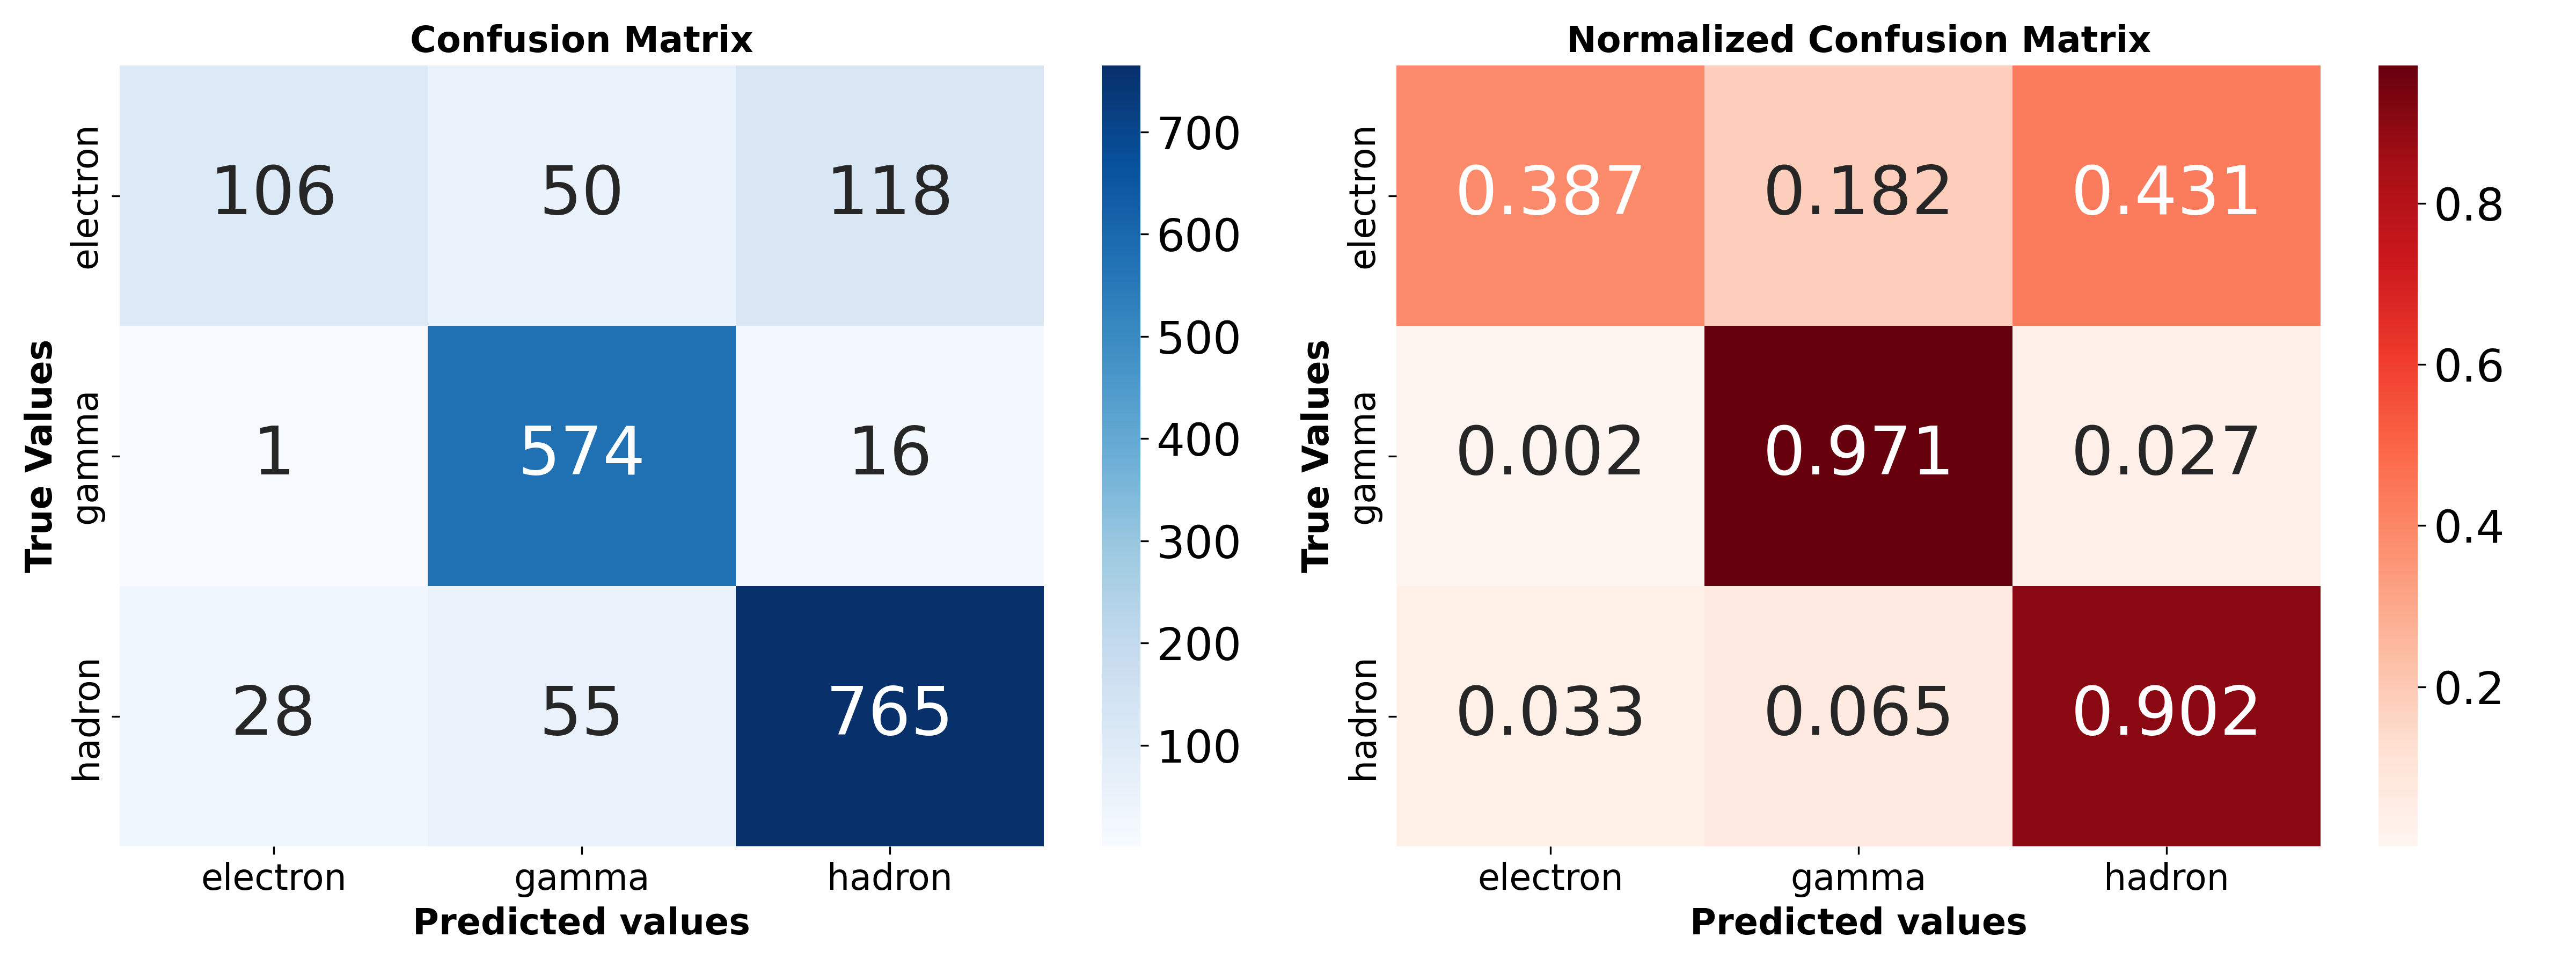 Confusion Matrix
True Values
electron
gamma
hadron
106 50 118
1 574 16
28 55 765
electron gamma hadron
Predicted values
700
600
500
400
300
200
100
Normalized Confusion Matrix
True Values
electron
gamma
hadron
0.387 0.182 0.431
0.002 0.971 0.027
0.033 0.065 0.902
electron gamma hadron
Predicted values
0.8
0.6
0.4
0.2